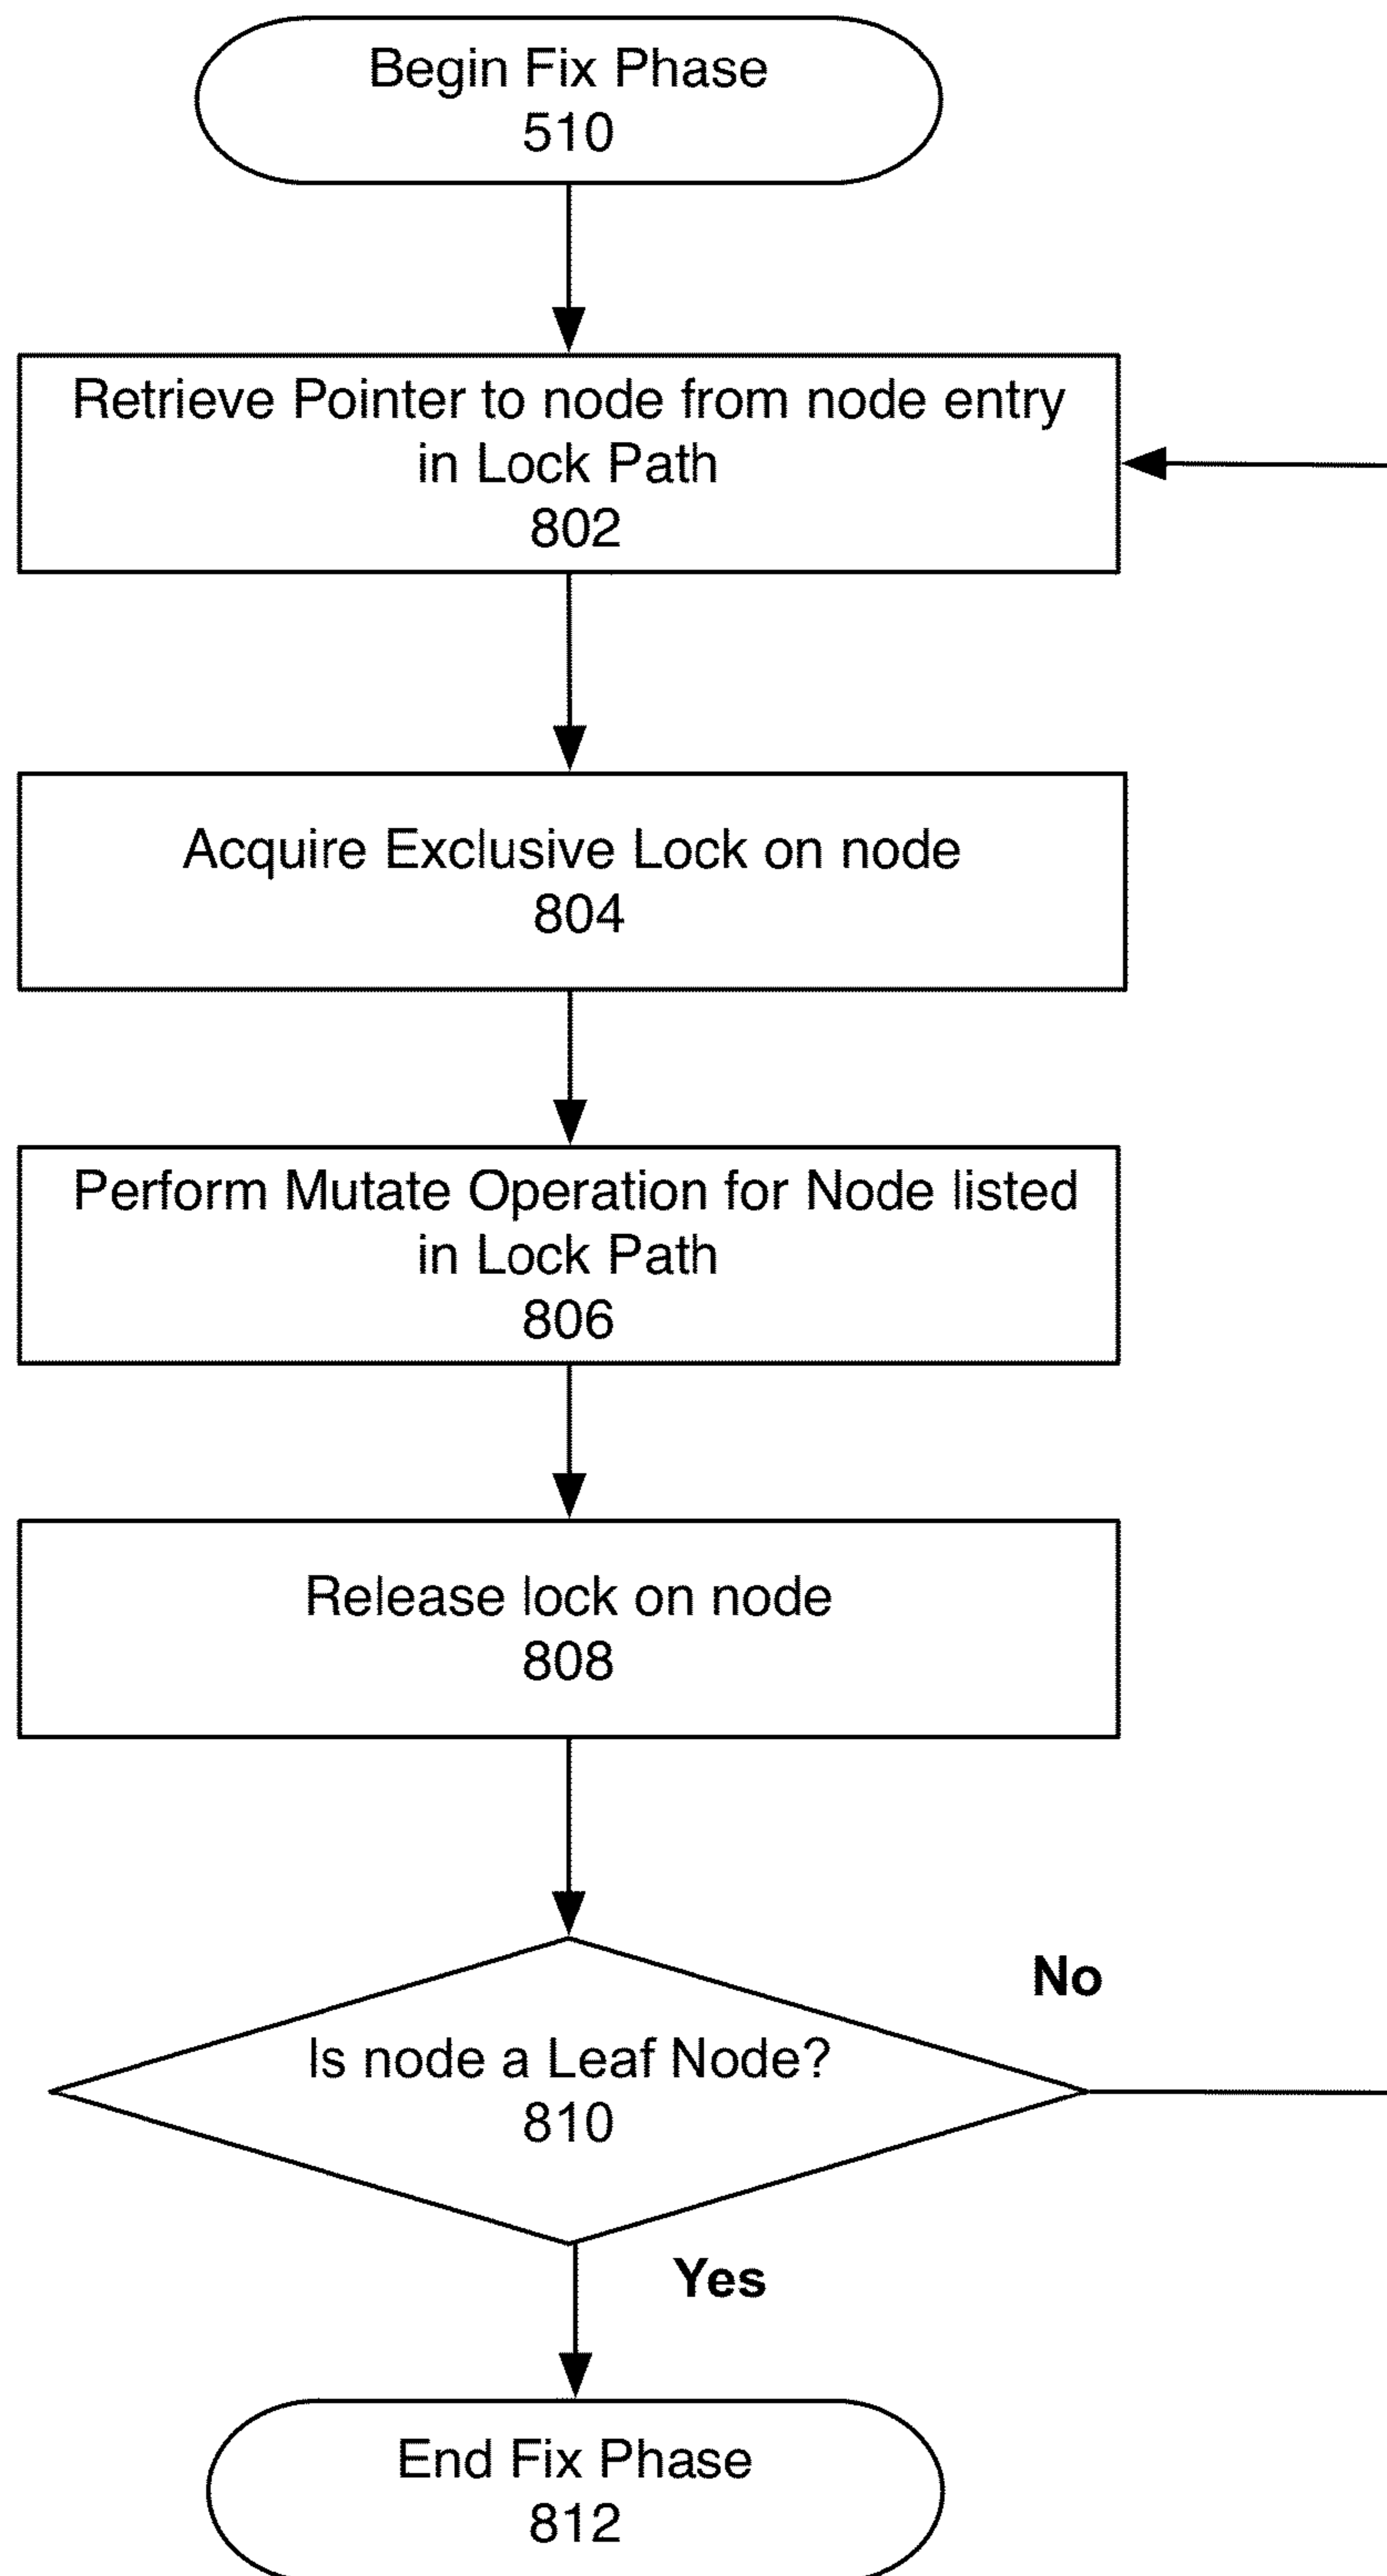 Begin Fix Phase
510
Retrieve Pointer to node from node entry
in Lock Path
802
Acquire Exclusive Lock on node
804
Perform Mutate Operation for Node listed
in Lock Path
806
Release lock on node
808
No
Is node a Leaf Node?
810
Yes
End Fix Phase
812